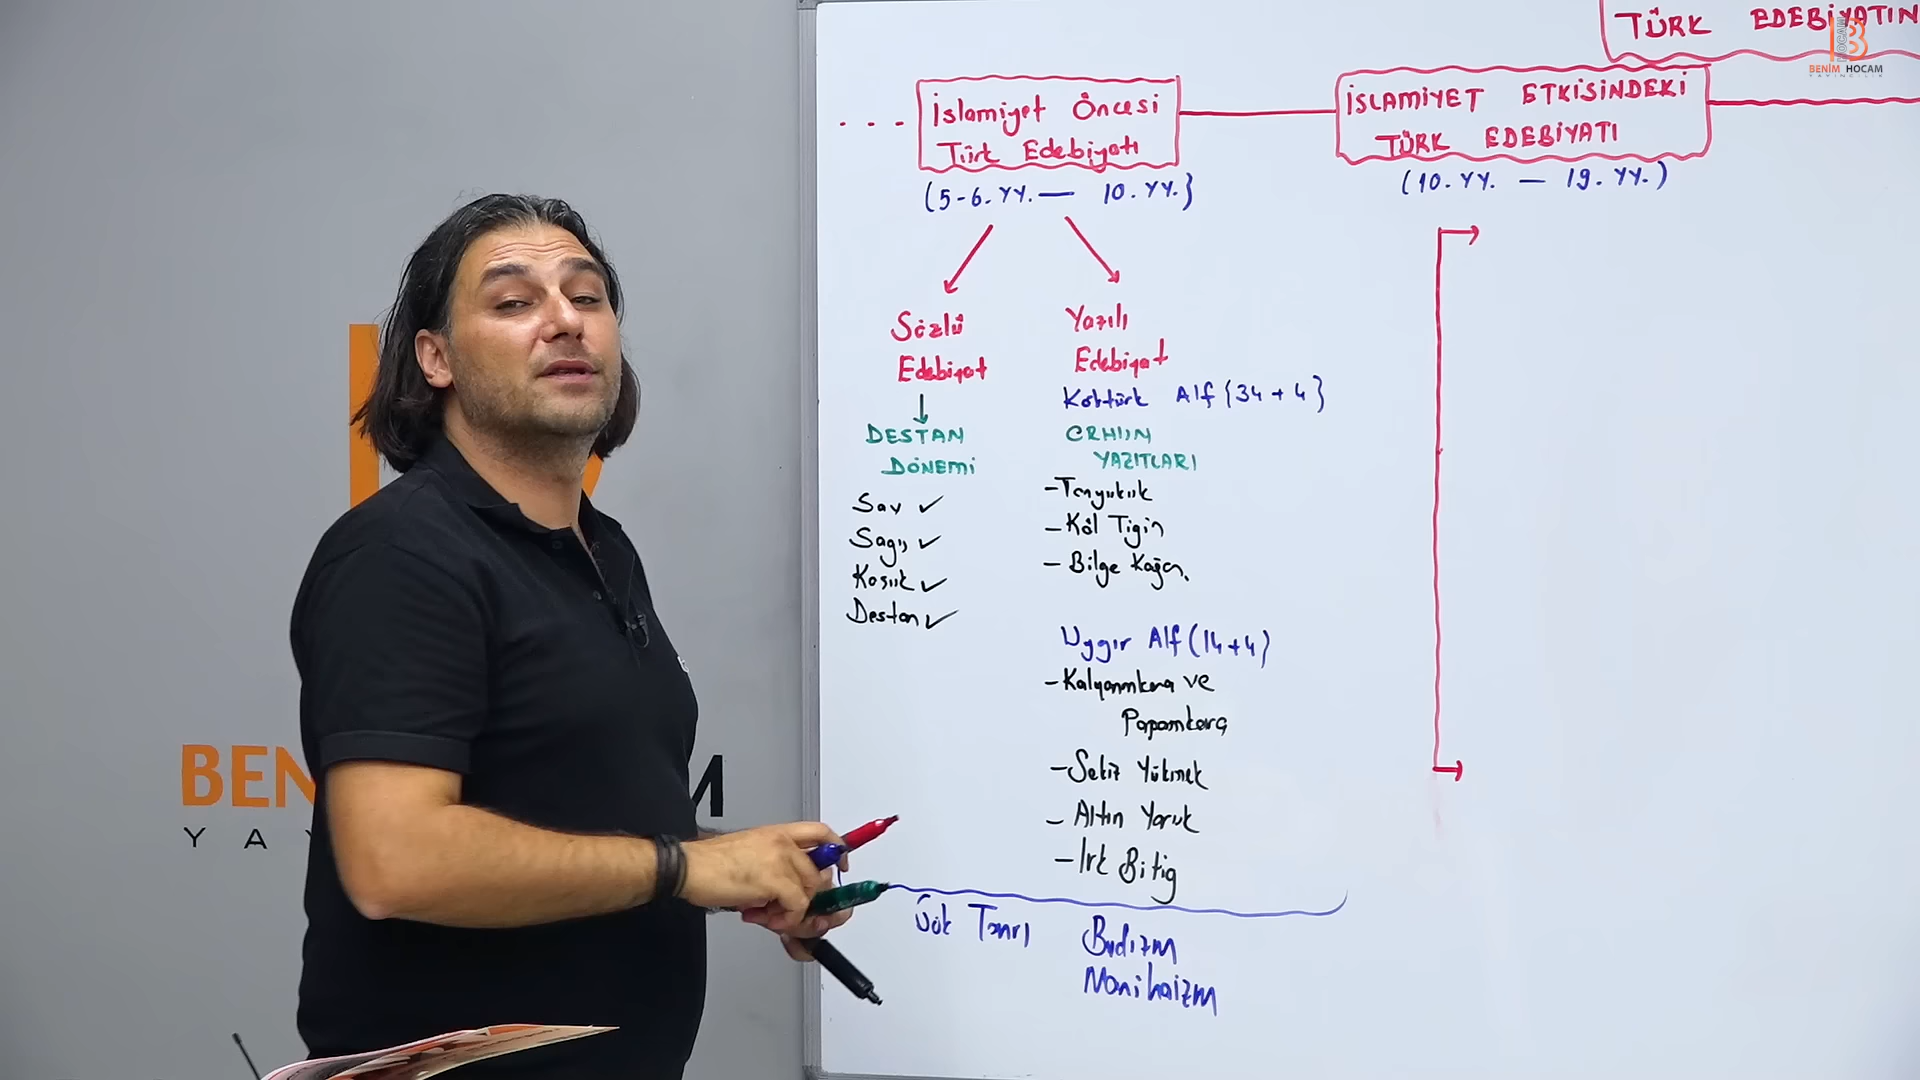 TÜRK EDEBİYATIN
BENİM HOCAM
YAYINCILIK
İslamiyet Öncesi
Türk Edebiyatı
(5-6. YY. — 10. YY.)
İSLAMİYET ETKİSİNDEKİ
TÜRK EDEBİYATI
(10. YY. — 19. YY.)
Sözlü
Edebiyat
DESTAN
DÖNEMİ
Sav ✓
Sagu ✓
Koşuk ✓
Destan ✓
Yazılı
Edebiyat
Köktürk Alf (34 + 4)
ORHUN
YAZITLARI
- Tonyukuk
- Kül Tigin
- Bilge Kağan
Uygur Alf (14+4)
- Kalyanamkara ve
Papamkara
- Sekiz Yükmek
- Altın Yaruk
- Irk Bitig
Gök Tanrı
Budizm
Manihaizm
BEN M
YA